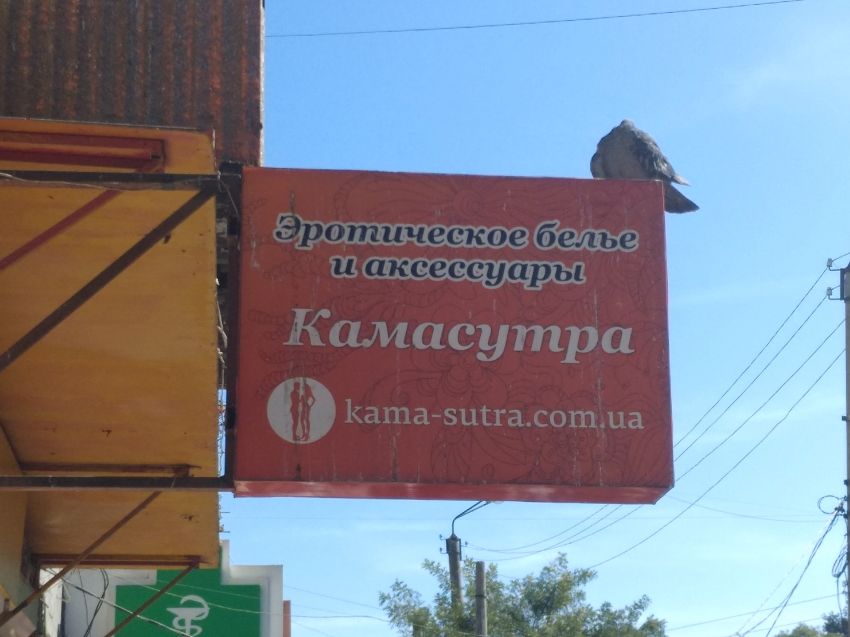 Эротическое белье
и аксессуары
Камасутра
kama-sutra.com.ua